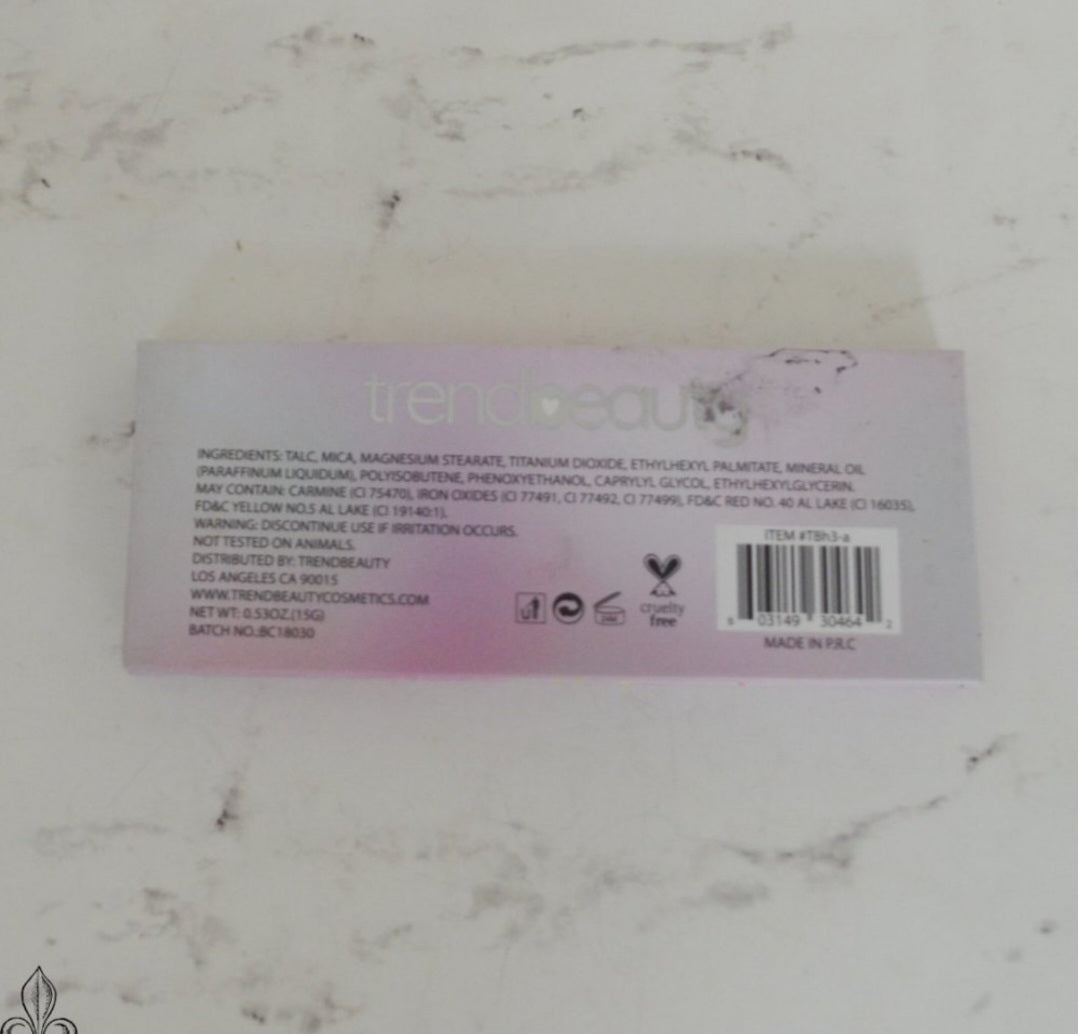 trendbeauty
INGREDIENTS: TALC, MICA, MAGNESIUM STEARATE, TITANIUM DIOXIDE, ETHYLHEXYL PALMITATE, MINERAL OIL
(PARAFFINUM LIQUIDUM), POLYISOBUTENE, PHENOXYETHANOL, CAPRYLYL GLYCOL, ETHYLHEXYLGLYCERIN.
MAY CONTAIN: CARMINE (CI 75470), IRON OXIDES (CI 77491, CI 77492, CI 77499), FD&C RED NO. 40 AL LAKE (CI 16035),
FD&C YELLOW NO.5 AL LAKE (CI 19140:1).
WARNING: DISCONTINUE USE IF IRRITATION OCCURS.
NOT TESTED ON ANIMALS.
DISTRIBUTED BY: TRENDBEAUTY
LOS ANGELES CA 90015
WWW.TRENDBEAUTYCOSMETICS.COM
NET WT: 0.53OZ.(15G)
BATCH NO.:BC18030
24M
cruelty
free
ITEM #TBh3-a
8 03149 30464 2
MADE IN P.R.C